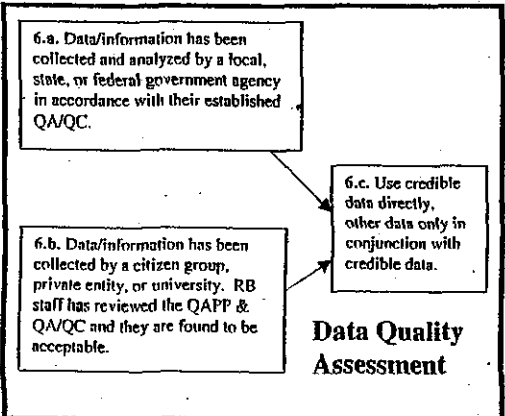 6.a. Data/information has been
collected and analyzed by a local,
state, or federal government agency
in accordance with their established
QA/QC.
6.b. Data/information has been
collected by a citizen group,
private entity, or university. RB
staff has reviewed the QAPP &
QA/QC and they are found to be
acceptable.
6.c. Use credible
data directly,
other data only in
conjunction with
credible data.
Data Quality
Assessment